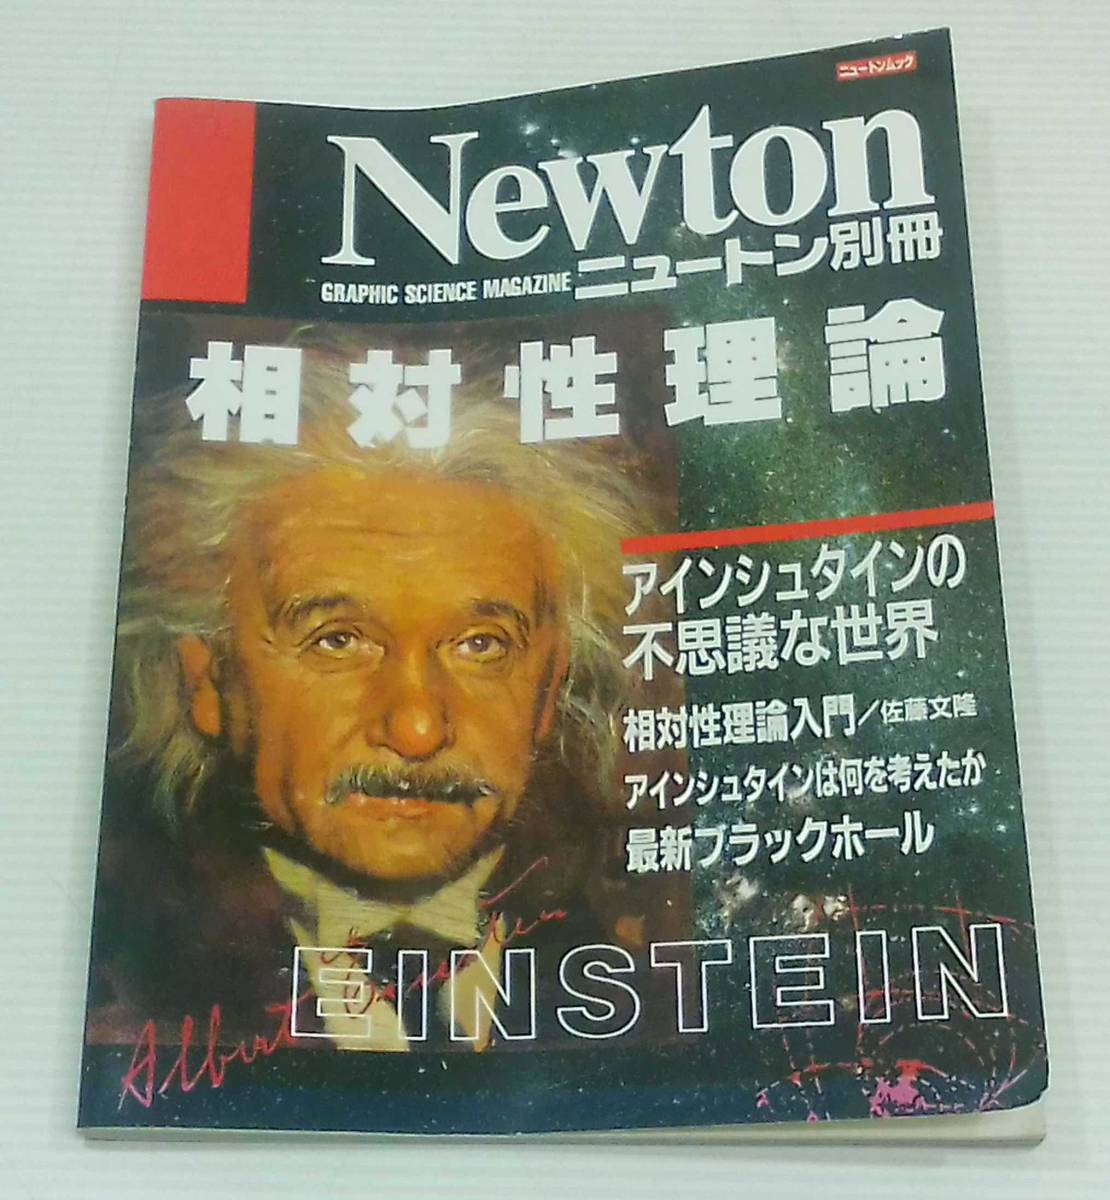 ニュートンムック
Newton
GRAPHIC SCIENCE MAGAZINE ニュートン別冊
相対性理論
アインシュタインの
不思議な世界
相対性理論入門/佐藤文隆
アインシュタインは何を考えたか
最新ブラックホール
EINSTEIN
Albert Einstein